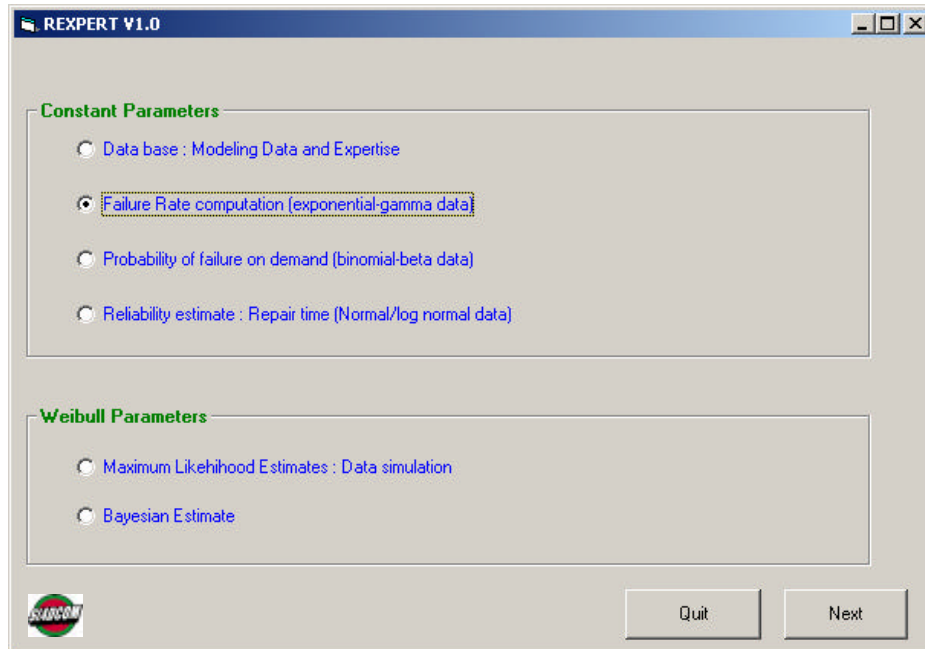 REXPERT V1.0
Constant Parameters
Data base : Modeling Data and Expertise
Failure Rate computation (exponential-gamma data)
Probability of failure on demand (binomial-beta data)
Reliability estimate : Repair time (Normal/log normal data)
Weibull Parameters
Maximum Likehihood Estimates : Data simulation
Bayesian Estimate
Quit
Next